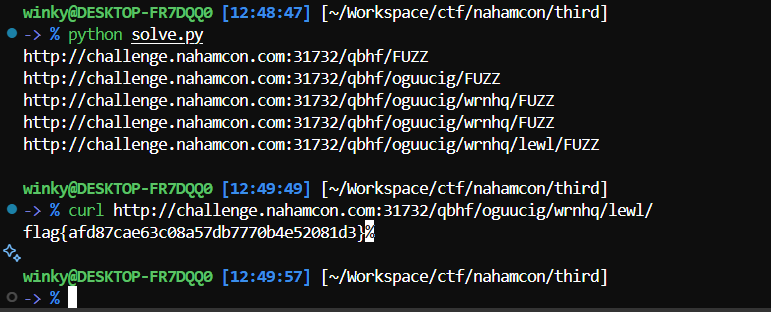 winky@DESKTOP-FR7DQQ0 [12:48:47] [~/Workspace/ctf/nahamcon/third]
-> % python solve.py
http://challenge.nahamcon.com:31732/qbhf/FUZZ
http://challenge.nahamcon.com:31732/qbhf/oguucig/FUZZ
http://challenge.nahamcon.com:31732/qbhf/oguucig/wrnhq/FUZZ
http://challenge.nahamcon.com:31732/qbhf/oguucig/wrnhq/FUZZ
http://challenge.nahamcon.com:31732/qbhf/oguucig/wrnhq/lewl/FUZZ
winky@DESKTOP-FR7DQQ0 [12:49:49] [~/Workspace/ctf/nahamcon/third]
-> % curl http://challenge.nahamcon.com:31732/qbhf/oguucig/wrnhq/lewl/
flag{afd87cae63c08a57db7770b4e52081d3}%
winky@DESKTOP-FR7DQQ0 [12:49:57] [~/Workspace/ctf/nahamcon/third]
-> %